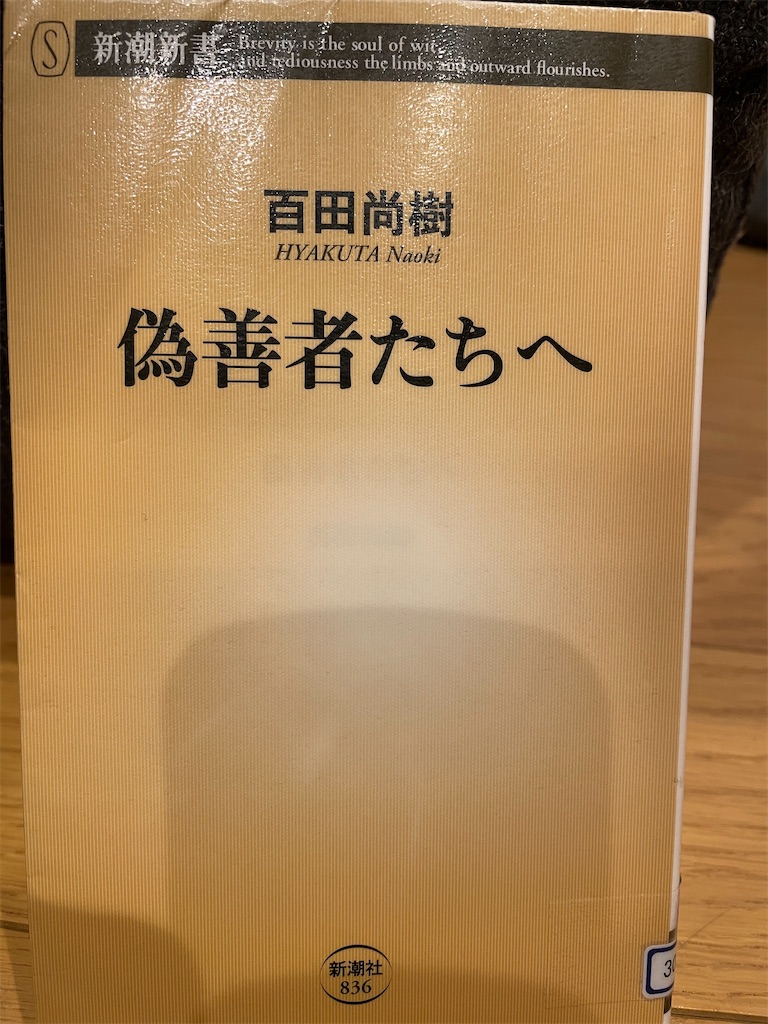 S 新潮新書
Brevity is the soul of wit,
and tediousness the limbs and outward flourishes.
百田尚樹
HYAKUTA Naoki
偽善者たちへ
新潮社
836